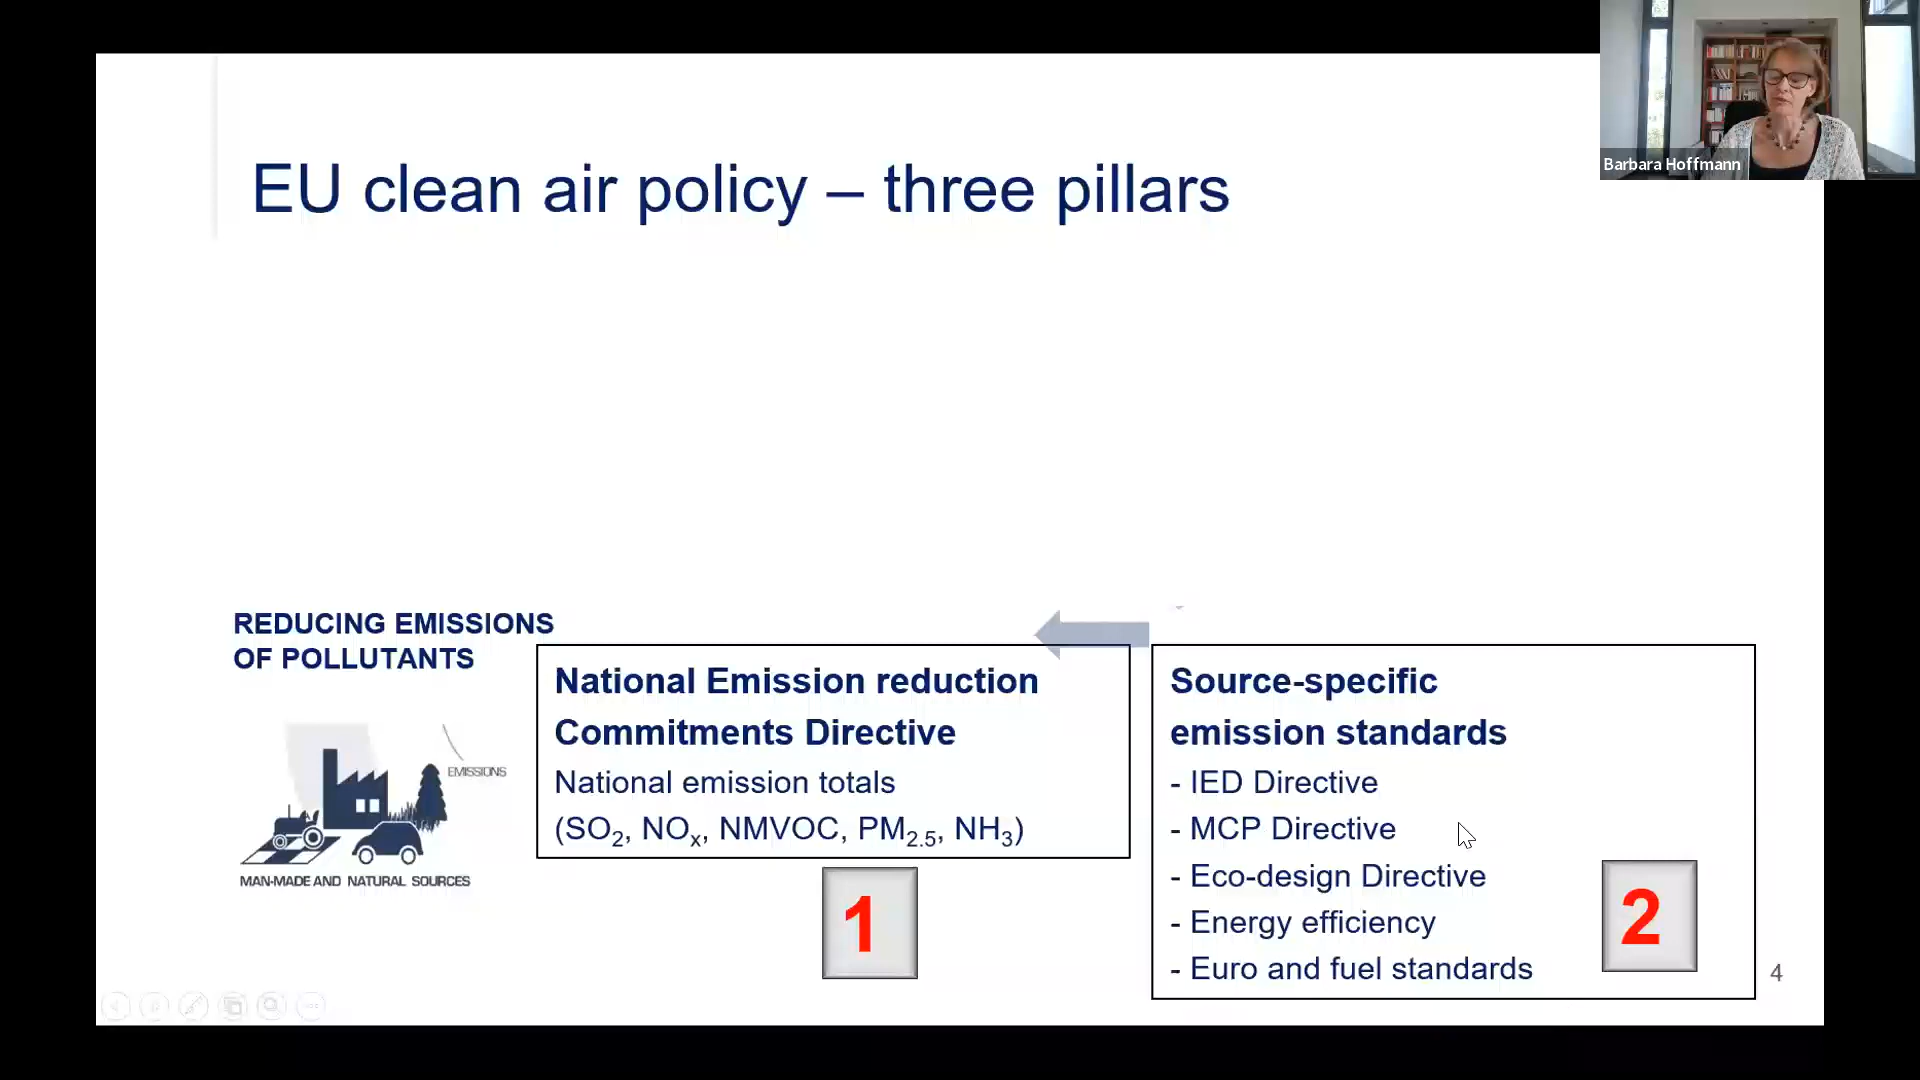 Barbara Hoffmann
EU clean air policy – three pillars
REDUCING EMISSIONS
OF POLLUTANTS
EMISSIONS
MAN-MADE AND NATURAL SOURCES
National Emission reduction
Commitments Directive
National emission totals
(SO₂, NOₓ, NMVOC, PM₂.₅, NH₃)
1
Source-specific
emission standards
- IED Directive
- MCP Directive
- Eco-design Directive
- Energy efficiency
- Euro and fuel standards
2
4